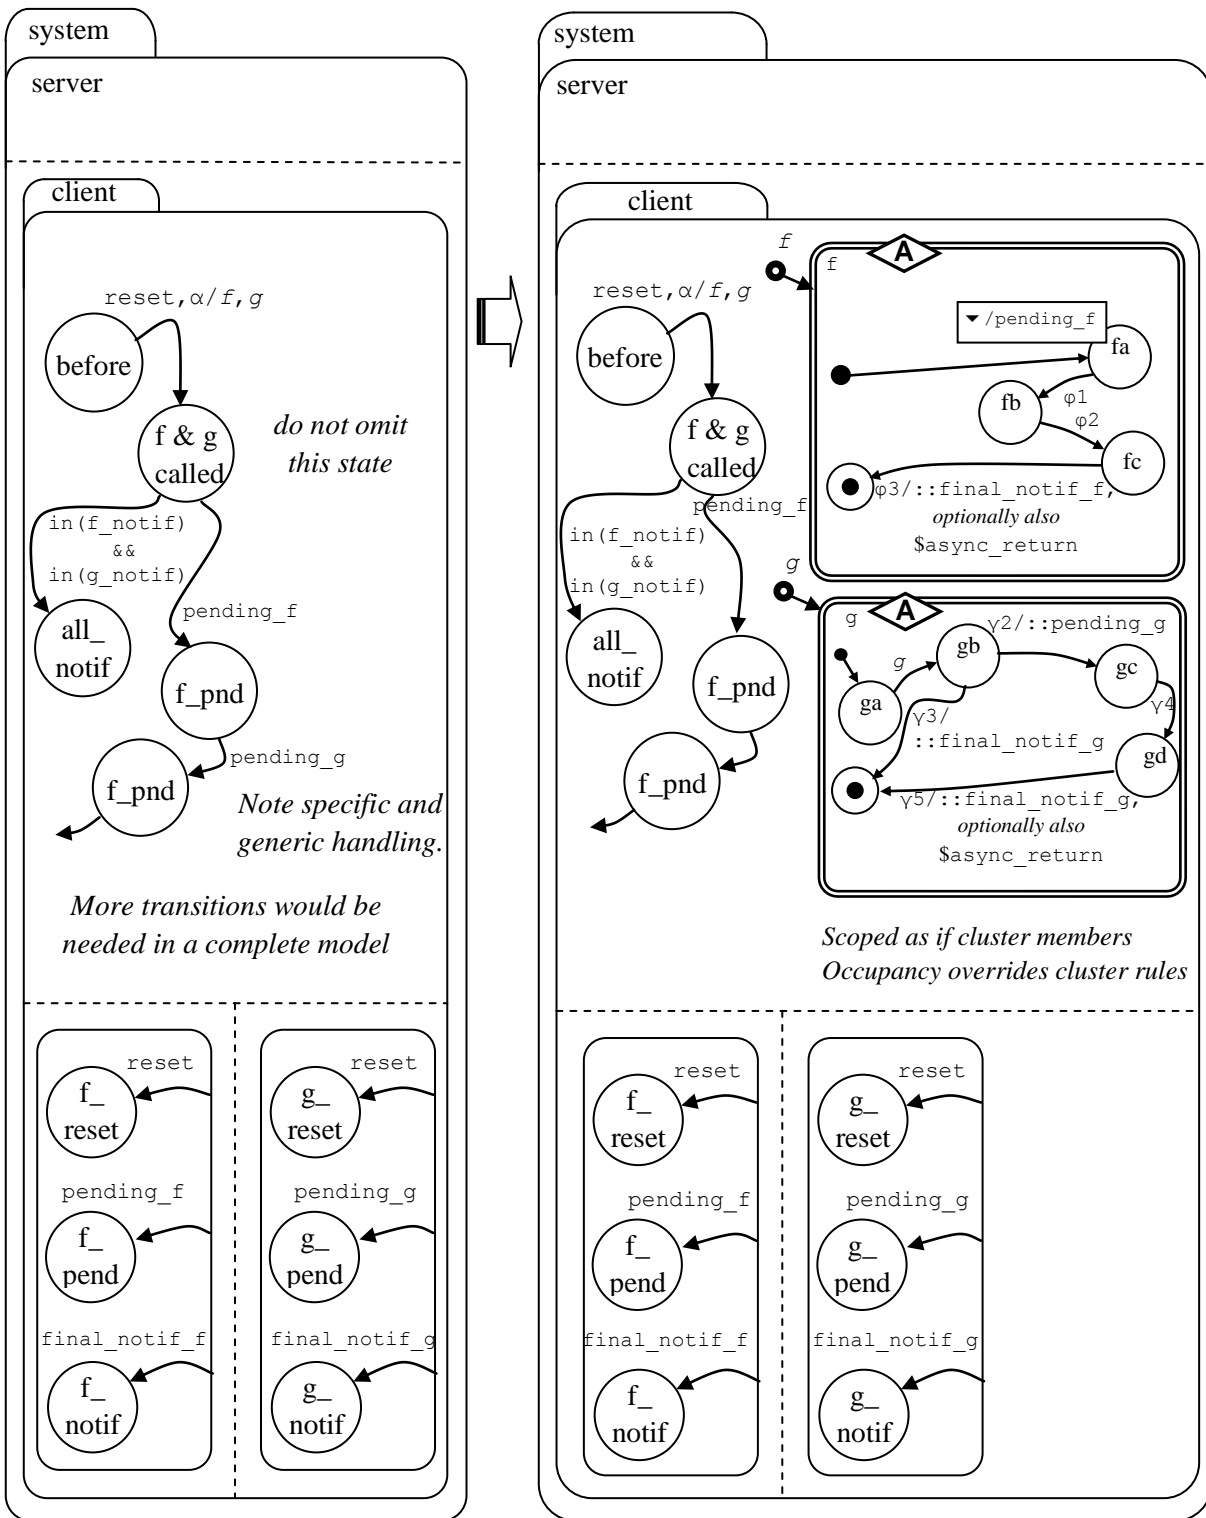 system
server
client
reset,α/f,g
before
f & g
called
do not omit
this state
in(f_notif)
&&
in(g_notif)
pending_f
all_
notif
f_pnd
pending_g
f_pnd
Note specific and
generic handling.
More transitions would be
needed in a complete model
reset
f_
reset
pending_f
f_
pend
final_notif_f
f_
notif
reset
g_
reset
pending_g
g_
pend
final_notif_g
g_
notif
system
server
client
reset,α/f,g
before
f & g
called
pending_f
in(f_notif)
&&
in(g_notif)
all_
notif
f_pnd
f_pnd
f
A
f
/pending_f
fa
φ1
fb
φ2
fc
φ3/::final_notif_f,
optionally also
$async_return
g
A
g
γ2/::pending_g
g
gb
gc
ga
γ3/
::final_notif_g
γ4
gd
γ5/::final_notif_g,
optionally also
$async_return
Scoped as if cluster members
Occupancy overrides cluster rules
reset
f_
reset
pending_f
f_
pend
final_notif_f
f_
notif
reset
g_
reset
pending_g
g_
pend
final_notif_g
g_
notif